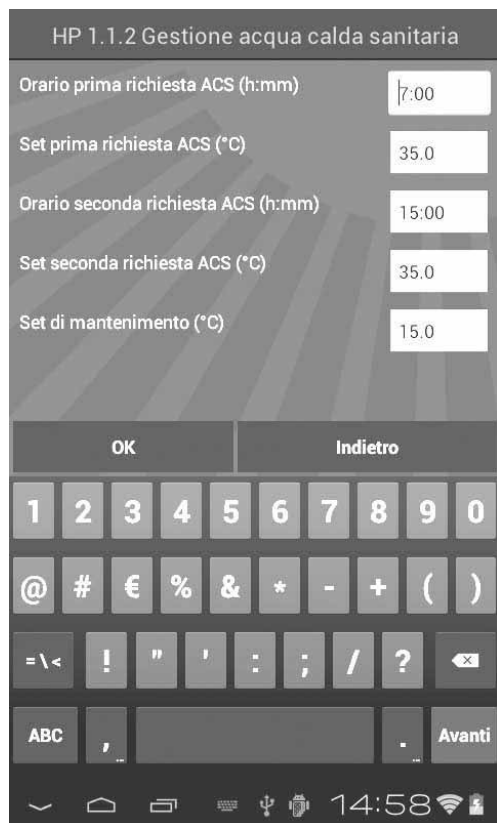 HP 1.1.2 Gestione acqua calda sanitaria
Orario prima richiesta ACS (h:mm)
7:00
Set prima richiesta ACS (°C)
35.0
Orario seconda richiesta ACS (h:mm)
15:00
Set seconda richiesta ACS (°C)
35.0
Set di mantenimento (°C)
15.0
OK Indietro
1 2 3 4 5 6 7 8 9 0
@ # € % & * - + ( )
=\< ! " ' : ; / ?
ABC , . Avanti
14:58